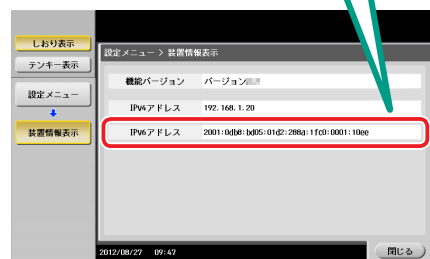 しおり表示
テンキー表示
設定メニュー
装置情報表示
設定メニュー > 装置情報表示
機能バージョン バージョン
IPv4アドレス 192.168.1.20
IPv6アドレス 2001:0db8:bd05:01d2:288a:1fc0:0001:10ee
2012/08/27 09:47
閉じる